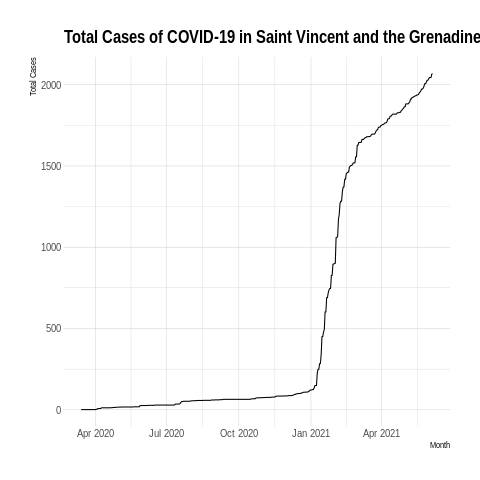 Total Cases of COVID-19 in Saint Vincent and the Grenadine
Total Cases
2000
1500
1000
500
0
Apr 2020 Jul 2020 Oct 2020 Jan 2021 Apr 2021
Month